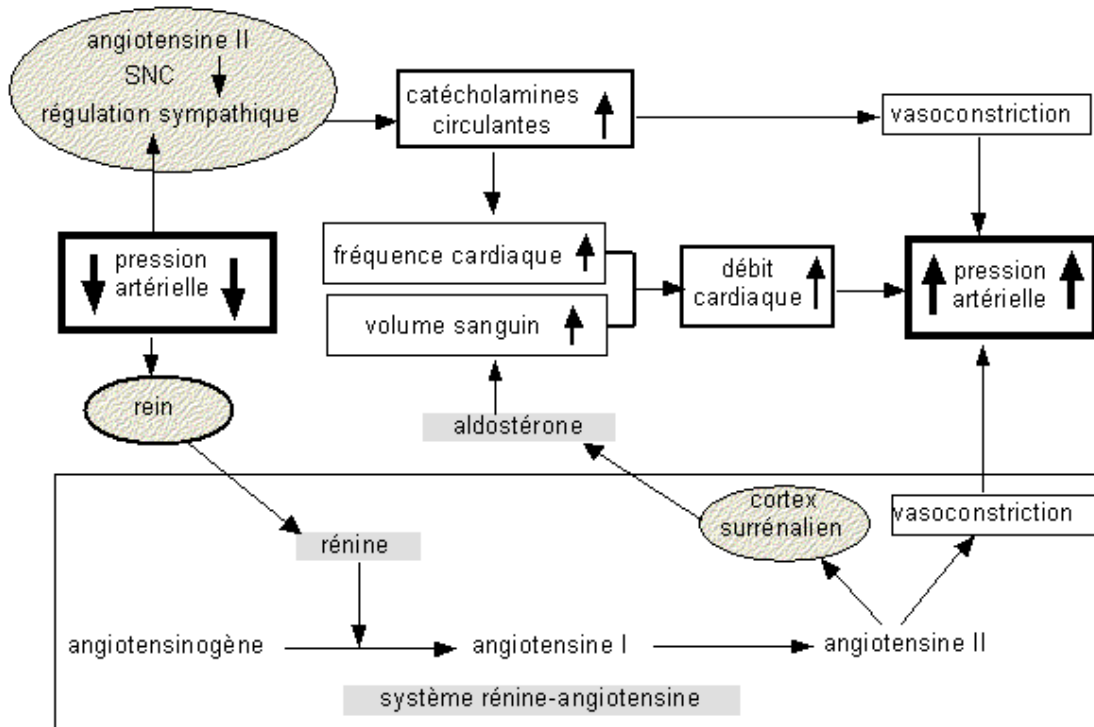 angiotensine II
SNC
régulation sympathique
catécholamines
circulantes
vasoconstriction
pression
artérielle
fréquence cardiaque
volume sanguin
débit
cardiaque
pression
artérielle
rein
aldostérone
cortex
surrénalien
vasoconstriction
rénine
angiotensinogène
angiotensine I
angiotensine II
système rénine-angiotensine